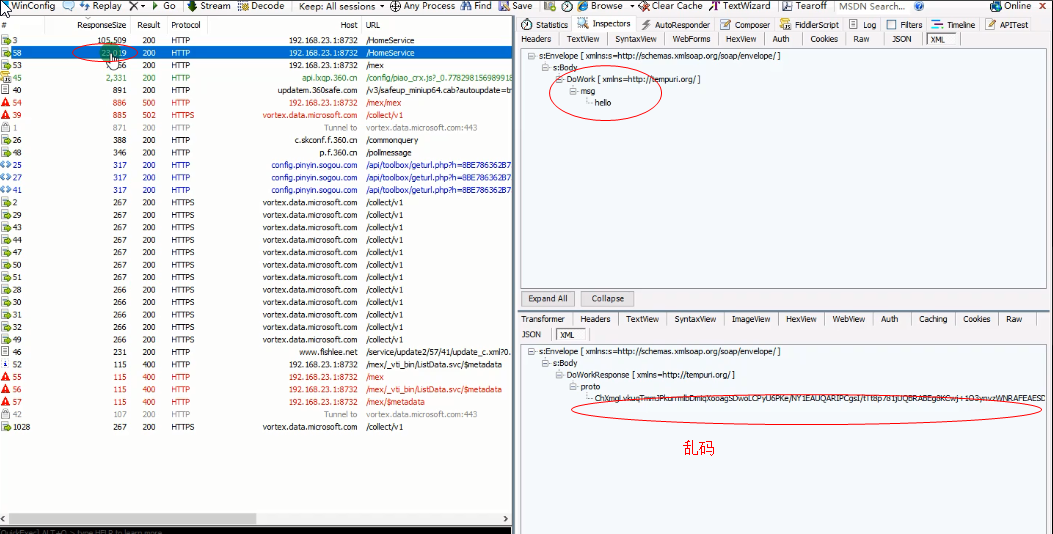 WinConfig Replay Go Stream Decode Keep: All sessions Any Process Find Save Browse Clear Cache TextWizard Tearoff MSDN Search... Online
# ResponseSize Result Protocol Host URL
3 105,509 200 HTTP 192.168.23.1:8732 /HomeService
58 200 HTTP 192.168.23.1:8732 /HomeService
53 200 HTTP 192.168.23.1:8732 /mex
45 2,331 200 HTTP api.lxqp.360.cn
40 891 200 HTTP updatem.360safe.com /v3/safeup_miniup64.cab?autoupdate=tr
54 886 500 HTTP 192.168.23.1:8732 /mex/mex
39 885 502 HTTP vortex.data.microsoft.com /collect/v1
1 871 200 HTTP Tunnel to vortex.data.microsoft.com:443
26 388 200 HTTP c.skconf.f.360.cn /commonquery
48 346 200 HTTP p.f.360.cn /pollmessage
25 317 200 HTTP config.pinyin.sogou.com /api/toolbox/geturl.php?h=8BE786362B7
27 317 200 HTTP config.pinyin.sogou.com /api/toolbox/geturl.php?h=8BE786362B7
41 317 200 HTTP config.pinyin.sogou.com /api/toolbox/geturl.php?h=8BE786362B7
2 267 200 HTTPS vortex.data.microsoft.com /collect/v1
29 267 200 HTTPS vortex.data.microsoft.com /collect/v1
43 267 200 HTTPS vortex.data.microsoft.com /collect/v1
44 267 200 HTTPS vortex.data.microsoft.com /collect/v1
47 267 200 HTTPS vortex.data.microsoft.com /collect/v1
50 267 200 HTTPS vortex.data.microsoft.com /collect/v1
51 267 200 HTTPS vortex.data.microsoft.com /collect/v1
28 266 200 HTTPS vortex.data.microsoft.com /collect/v1
30 266 200 HTTPS vortex.data.microsoft.com /collect/v1
31 266 200 HTTPS vortex.data.microsoft.com /collect/v1
32 266 200 HTTPS vortex.data.microsoft.com /collect/v1
49 266 200 HTTPS vortex.data.microsoft.com /collect/v1
46 231 200 HTTP www.fishlee.net /service/update2/57/41/update_c.xml?0.
52 115 400 HTTP 192.168.23.1:8732 /_vti_bin/ListData.svc/$metadata
55 115 400 HTTP 192.168.23.1:8732 /mex
56 115 400 HTTP 192.168.23.1:8732 /mex/_vti_bin/ListData.svc/$metadata
57 115 400 HTTP 192.168.23.1:8732 /mex/$metadata
42 107 200 HTTP Tunnel to vortex.data.microsoft.com:443
1028 267 200 HTTPS vortex.data.microsoft.com /collect/v1
Statistics Inspectors AutoResponder Composer FiddlerScript Log Filters Timeline APITest
Headers TextView SyntaxView WebForms HexView Auth Cookies Raw JSON XML
s:Envelope [ xmlns:s=http://schemas.xmlsoap.org/soap/envelope/ ]
s:Body
DoWork [ xmlns=http://tempuri.org/ ]
msg
hello
Expand All Collapse
Transformer Headers TextView SyntaxView ImageView HexView WebView Auth Caching Cookies Raw
JSON XML
s:Envelope [ xmlns:s=http://schemas.xmlsoap.org/soap/envelope/ ]
s:Body
DoWorkResponse [ xmlns=http://tempuri.org/ ]
proto
乱码